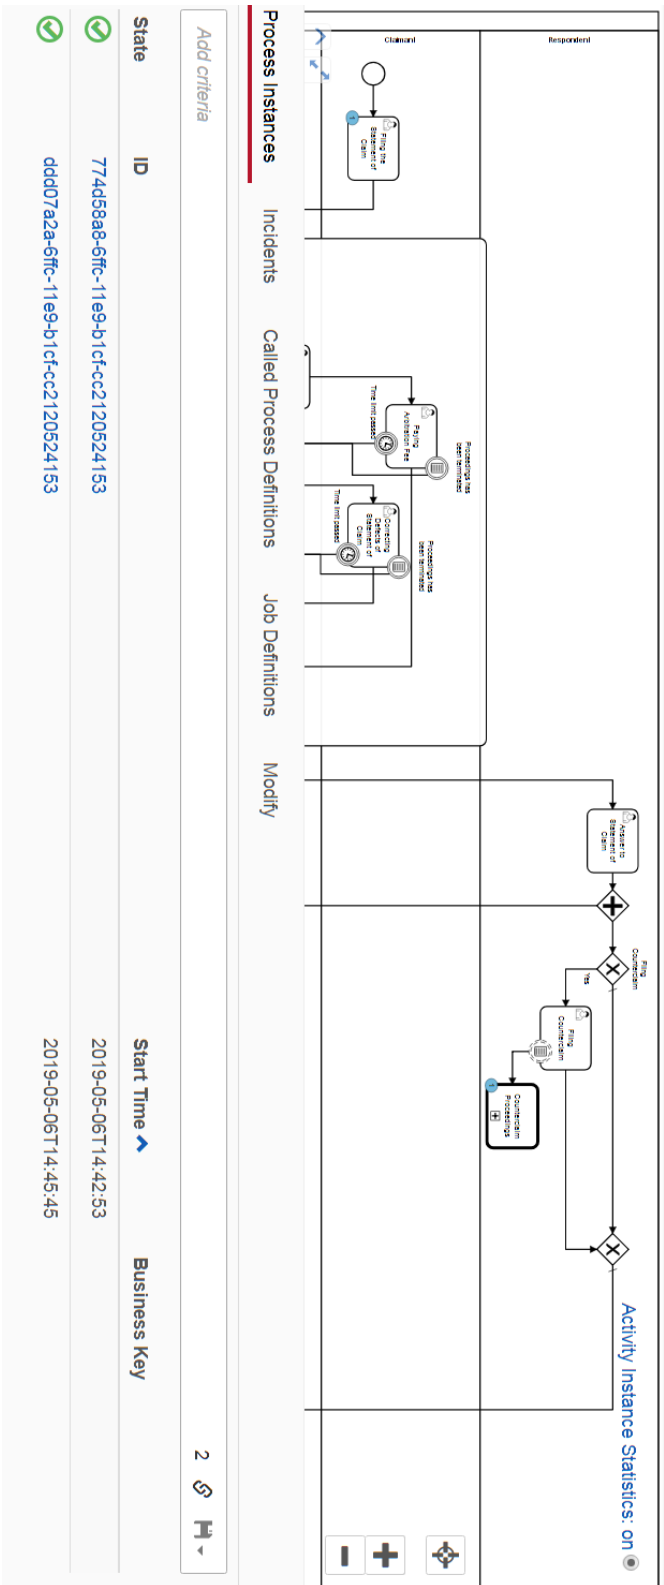 Activity Instance Statistics: on
Respondent
Answer to
Statement of
Claim
Filing
Counterclaim
Yes
Filing
Counterclaim
Counterclaim
Proceedings
1
Claimant
Filing the
Statement of
Claim
1
Proceedings has
been terminated
Paying
Arbitration Fee
Time limit passed
Proceedings has
been terminated
Correcting
Defects of
Statement of
Claim
Time limit passed
Process Instances Incidents Called Process Definitions Job Definitions Modify
Add criteria 2
State ID Start Time Business Key
774d58a8-6ffc-11e9-b1cf-cc2120524153 2019-05-06T14:42:53
ddd07a2a-6ffc-11e9-b1cf-cc2120524153 2019-05-06T14:45:45